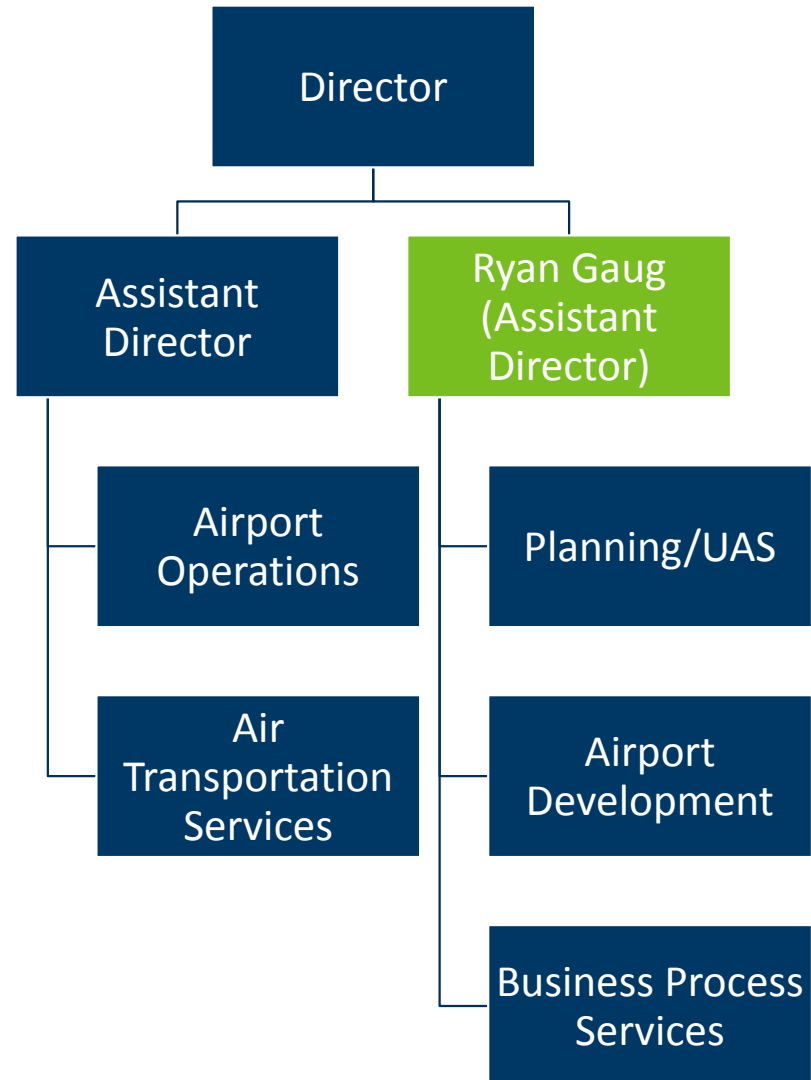 Director
Assistant
Director
Ryan Gaug
(Assistant
Director)
Airport
Operations
Planning/UAS
Air
Transportation
Services
Airport
Development
Business Process
Services